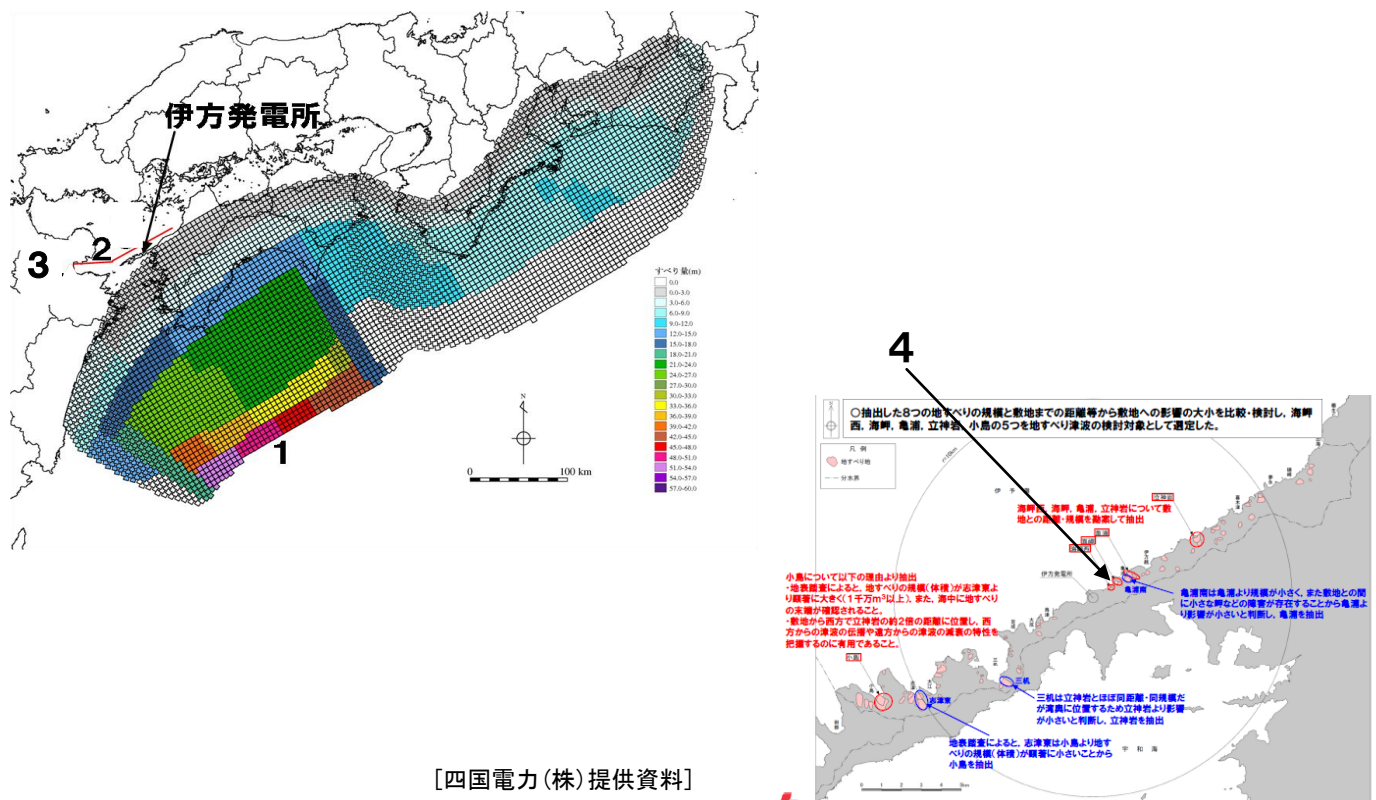 伊方発電所
3
2
1
すべり量(m)
0.0
0.0-3.0
3.0-6.0
6.0-9.0
9.0-12.0
12.0-15.0
15.0-18.0
18.0-21.0
21.0-24.0
24.0-27.0
27.0-30.0
30.0-33.0
33.0-36.0
36.0-39.0
39.0-42.0
42.0-45.0
45.0-48.0
48.0-51.0
51.0-54.0
54.0-57.0
57.0-60.0
N
0
100 km
4
○抽出した8つの地すべりの規模と敷地までの距離等から敷地への影響の大小を比較・検討し,海岬
西,海岬,亀浦,立神岩,小島の5つを地すべり津波の検討対象として選定した。
凡例
地すべり地
分水界
伊予灘
海岬西,海岬,亀浦,立神岩について敷
地との距離・規模を勘案して抽出
立神岩
亀浦
伊方発電所
亀浦南
亀浦南は亀浦より規模が小さく,また敷地との間
に小さな岬などの障害が存在することから亀浦よ
り影響が小さいと判断し,亀浦を抽出
小島について以下の理由より抽出
・地表踏査によると,地すべりの規模(体積)が志津東よ
り顕著に大きく(1千万m³以上),また,海中に地すべり
の末端が確認されること。
・敷地から西方で立神岩の約2倍の距離に位置し,西
方からの津波の伝播や遠方からの津波の減衰の特性を
把握するのに有用であること。
小島
志津東
三机
三机は立神岩とほぼ同距離・同規模だ
が湾奥に位置するため立神岩より影響
が小さいと判断し,立神岩を抽出
地表踏査によると,志津東は小島より地す
べりの規模(体積)が顕著に小さいことから
小島を抽出
宇和海
0 1 2 3 4 5km
[四国電力(株)提供資料]